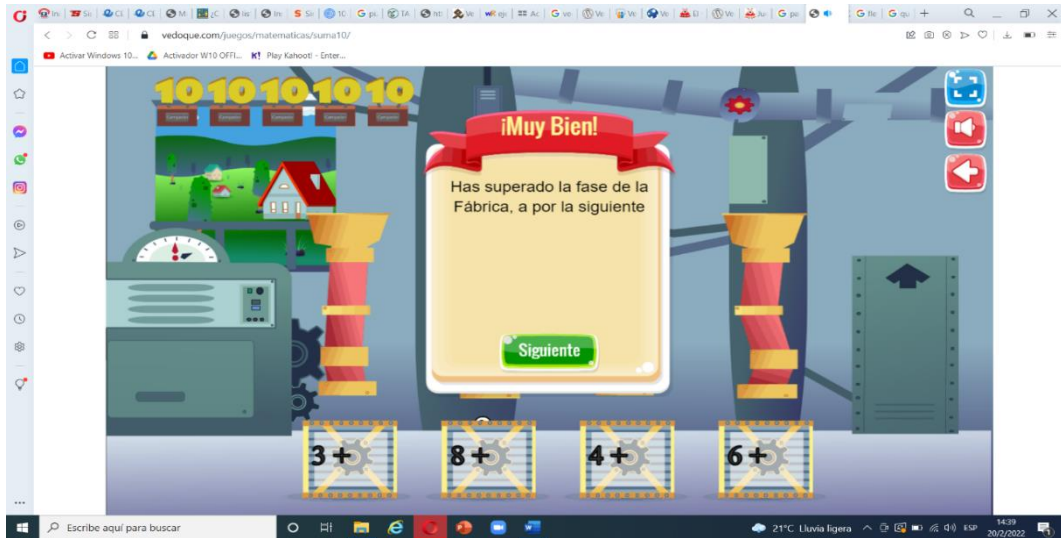 vedoque.com/juegos/matematicas/suma10/
Activar Windows 10... Activador W10 OFFI... K! Play Kahoot! - Enter...
10 10 10 10 10
¡Muy Bien!
Has superado la fase de la
Fábrica, a por la siguiente
Siguiente
3 + 8 + 4 + 6 +
Escribe aquí para buscar
21°C Lluvia ligera ESP 14:39
20/2/2022